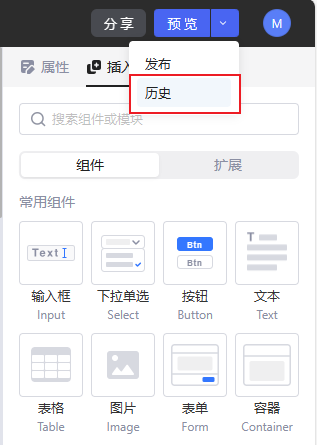 分享
预览
M
发布
历史
属性
搜索组件或模块
组件
扩展
常用组件
Text
Btn
Btn
T
输入框
下拉单选
按钮
文本
Input
Select
Button
Text
表格
图片
表单
容器
Table
Image
Form
Container